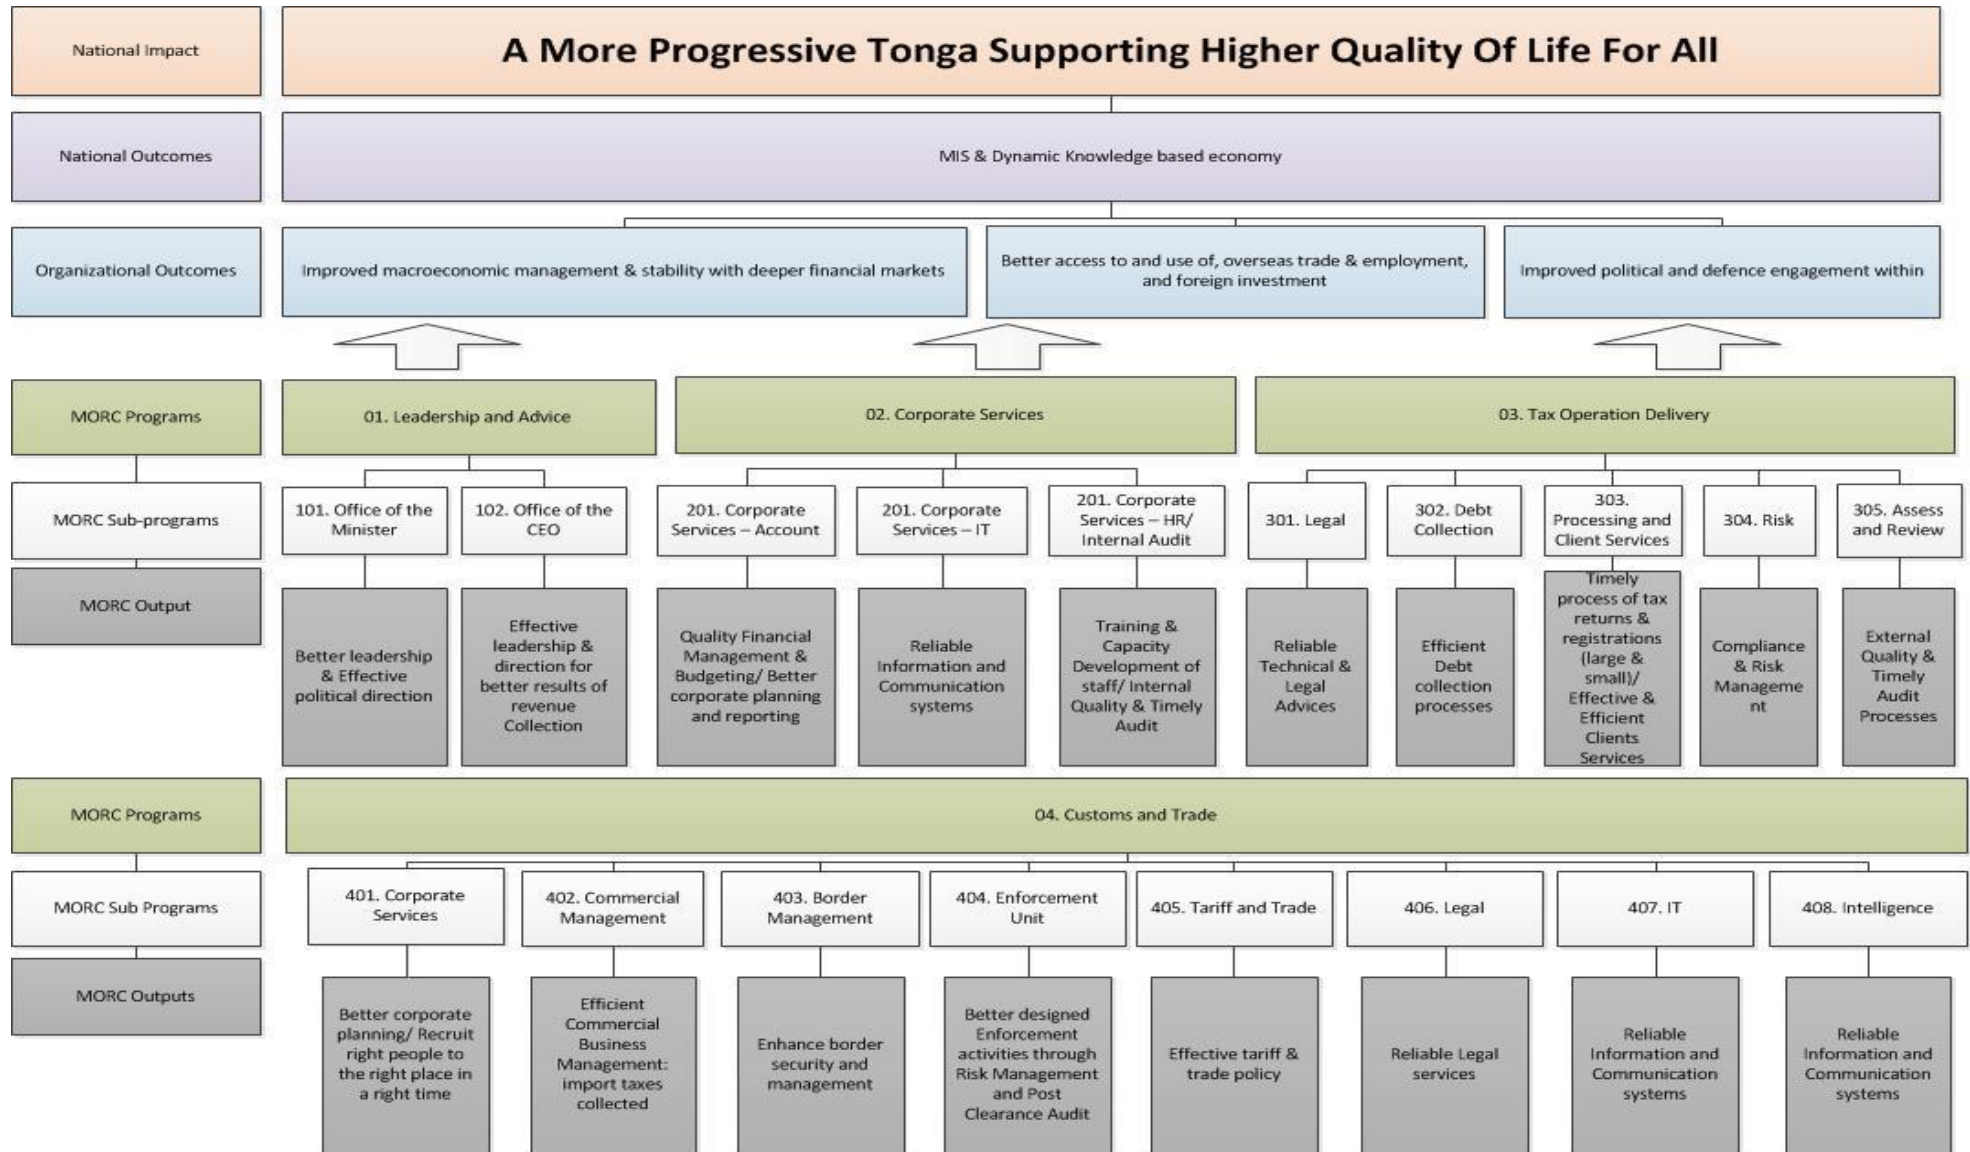 National Impact
A More Progressive Tonga Supporting Higher Quality Of Life For All
National Outcomes
MIS & Dynamic Knowledge based economy
Organizational Outcomes
Improved macroeconomic management & stability with deeper financial markets
Better access to and use of, overseas trade & employment,
and foreign investment
Improved political and defence engagement within
MORC Programs
01. Leadership and Advice
02. Corporate Services
03. Tax Operation Delivery
MORC Sub-programs
101. Office of the
Minister
102. Office of the
CEO
201. Corporate
Services – Account
201. Corporate
Services – IT
201. Corporate
Services – HR/
Internal Audit
301. Legal
302. Debt
Collection
303.
Processing and
Client Services
304. Risk
305. Assess
and Review
MORC Output
Better leadership
& Effective
political direction
Effective
leadership &
direction for
better results of
revenue
Collection
Quality Financial
Management &
Budgeting/ Better
corporate planning
and reporting
Reliable
Information and
Communication
systems
Training &
Capacity
Development of
staff/ Internal
Quality & Timely
Audit
Reliable
Technical &
Legal
Advices
Efficient
Debt
collection
processes
Timely
process of tax
returns &
registrations
(large &
small)/
Effective &
Efficient
Clients
Services
Compliance
& Risk
Manageme
nt
External
Quality &
Timely
Audit
Processes
MORC Programs
04. Customs and Trade
MORC Sub Programs
401. Corporate
Services
402. Commercial
Management
403. Border
Management
404. Enforcement
Unit
405. Tariff and Trade
406. Legal
407. IT
408. Intelligence
MORC Outputs
Better corporate
planning/ Recruit
right people to
the right place in
a right time
Efficient
Commercial
Business
Management:
import taxes
collected
Enhance border
security and
management
Better designed
Enforcement
activities through
Risk Management
and Post
Clearance Audit
Effective tariff &
trade policy
Reliable Legal
services
Reliable
Information and
Communication
systems
Reliable
Information and
Communication
systems